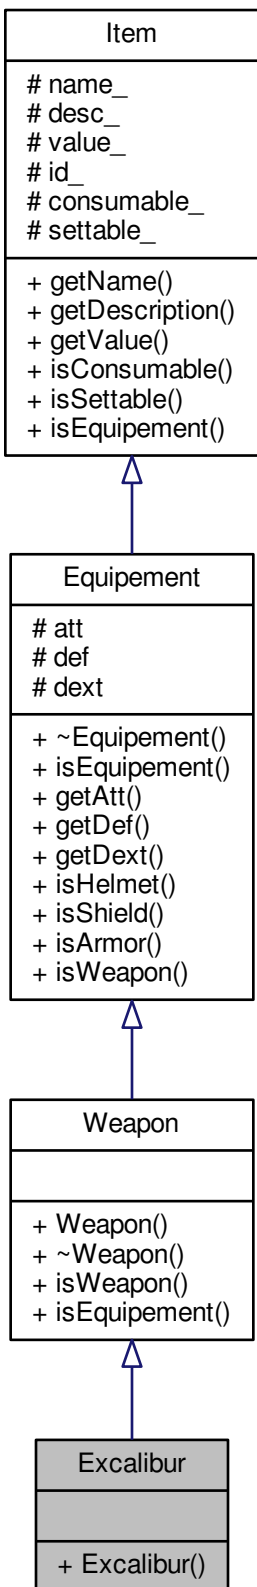 Item
# name_
# desc_
# value_
# id_
# consumable_
# settable_
+ getName()
+ getDescription()
+ getValue()
+ isConsumable()
+ isSettable()
+ isEquipement()
Equipement
# att
# def
# dext
+ ~Equipement()
+ isEquipement()
+ getAtt()
+ getDef()
+ getDext()
+ isHelmet()
+ isShield()
+ isArmor()
+ isWeapon()
Weapon
+ Weapon()
+ ~Weapon()
+ isWeapon()
+ isEquipement()
Excalibur
+ Excalibur()